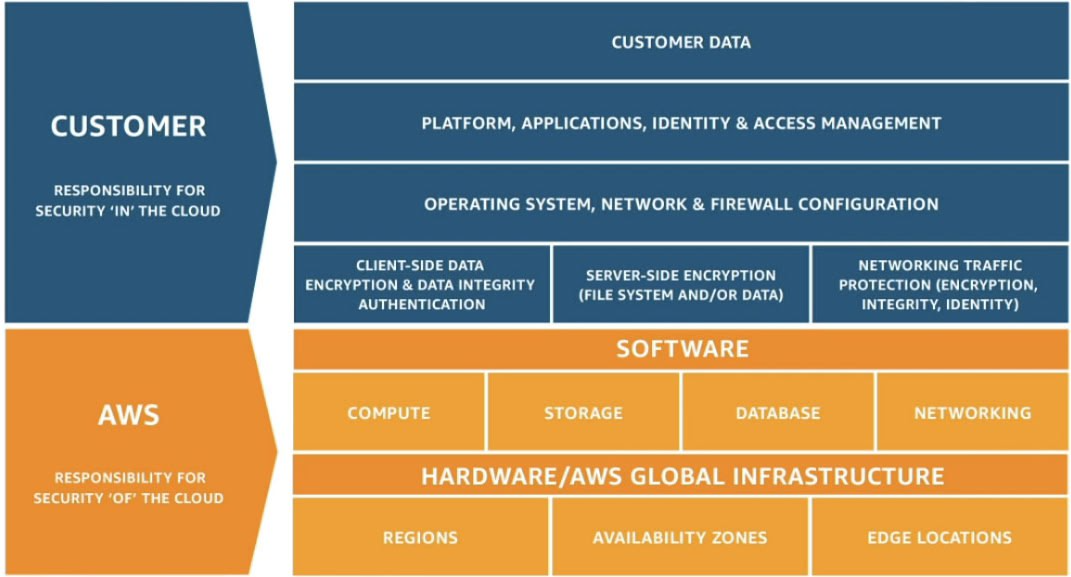 CUSTOMER
RESPONSIBILITY FOR
SECURITY ‘IN’ THE CLOUD
CUSTOMER DATA
PLATFORM, APPLICATIONS, IDENTITY & ACCESS MANAGEMENT
OPERATING SYSTEM, NETWORK & FIREWALL CONFIGURATION
CLIENT-SIDE DATA
ENCRYPTION & DATA INTEGRITY
AUTHENTICATION
SERVER-SIDE ENCRYPTION
(FILE SYSTEM AND/OR DATA)
NETWORKING TRAFFIC
PROTECTION (ENCRYPTION,
INTEGRITY, IDENTITY)
AWS
RESPONSIBILITY FOR
SECURITY ‘OF’ THE CLOUD
SOFTWARE
COMPUTE
STORAGE
DATABASE
NETWORKING
HARDWARE/AWS GLOBAL INFRASTRUCTURE
REGIONS
AVAILABILITY ZONES
EDGE LOCATIONS